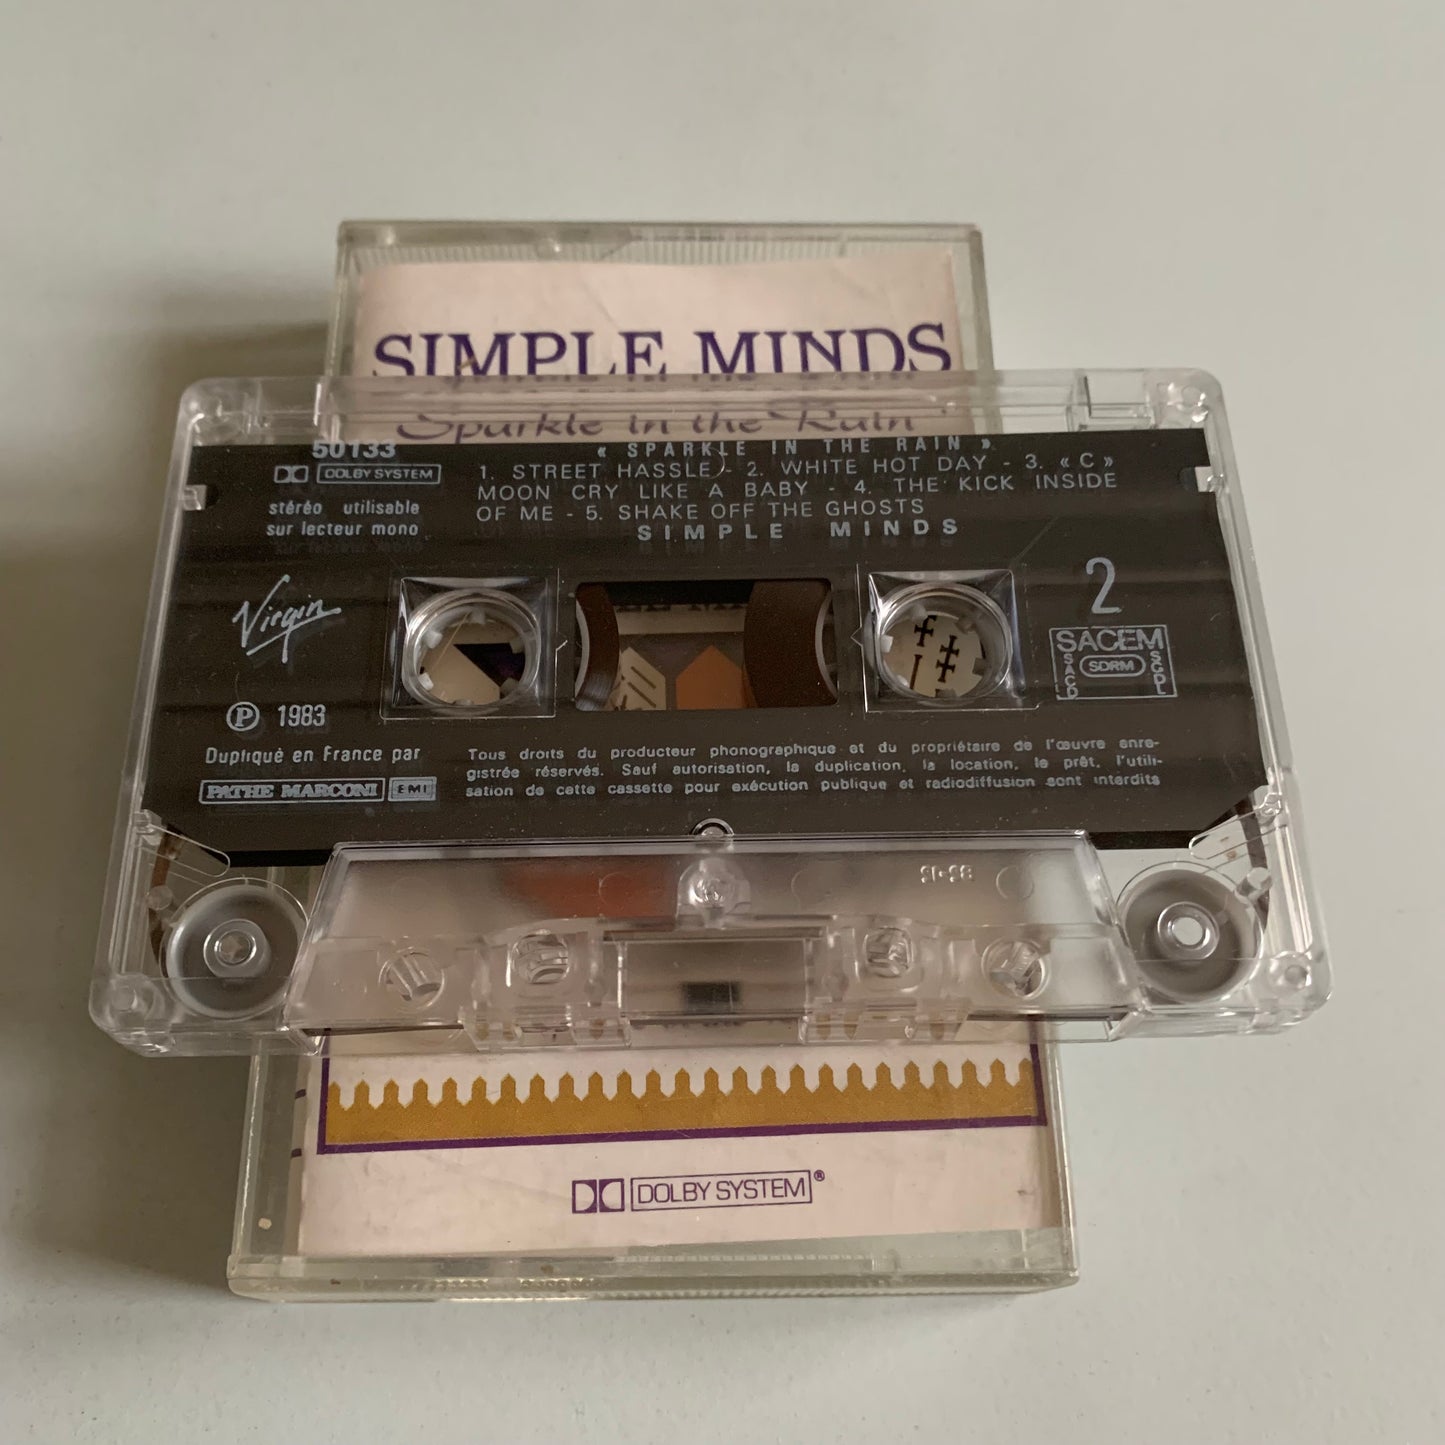 SIMPLE MINDS
Sparkle in the Rain
50133
« SPARKLE IN THE RAIN »
DOLBY SYSTEM
1. STREET HASSLE - 2. WHITE HOT DAY - 3. « C »
MOON CRY LIKE A BABY - 4. THE KICK INSIDE
OF ME - 5. SHAKE OFF THE GHOSTS
stéréo utilisable
sur lecteur mono
SIMPLE MINDS
2
Virgin
SACEM
SACD
SDRM
SGDL
℗ 1983
Dupliqué en France par
PATHE MARCONI EMI
Tous droits du producteur phonographique et du propriétaire de l'œuvre enre-
gistrée réservés. Sauf autorisation, la duplication, la location, le prêt, l'utili-
sation de cette cassette pour exécution publique et radiodiffusion sont interdits
DOLBY SYSTEM®